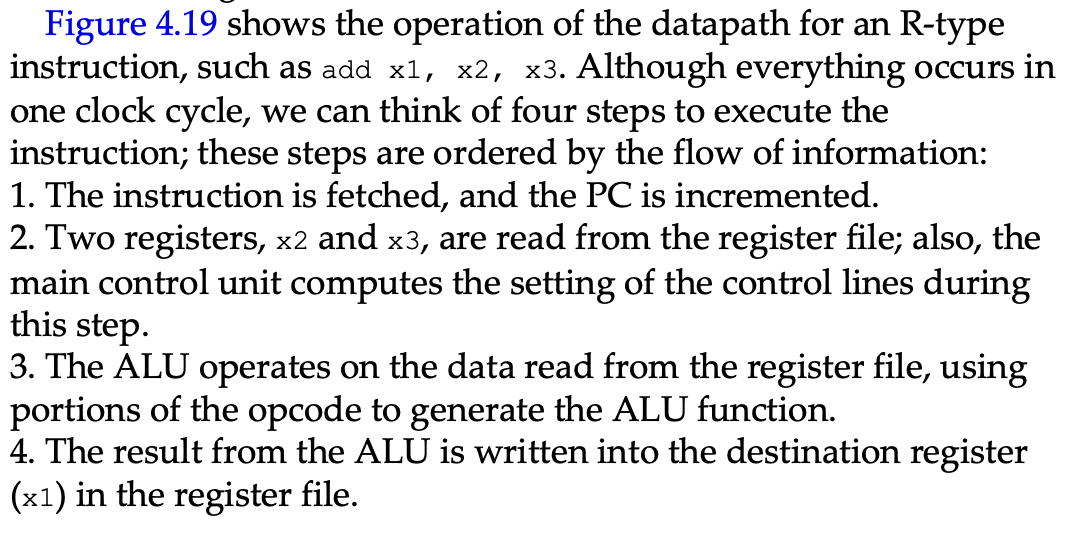 Figure 4.19 shows the operation of the datapath for an R-type
instruction, such as add x1, x2, x3. Although everything occurs in
one clock cycle, we can think of four steps to execute the
instruction; these steps are ordered by the flow of information:
1. The instruction is fetched, and the PC is incremented.
2. Two registers, x2 and x3, are read from the register file; also, the
main control unit computes the setting of the control lines during
this step.
3. The ALU operates on the data read from the register file, using
portions of the opcode to generate the ALU function.
4. The result from the ALU is written into the destination register
(x1) in the register file.